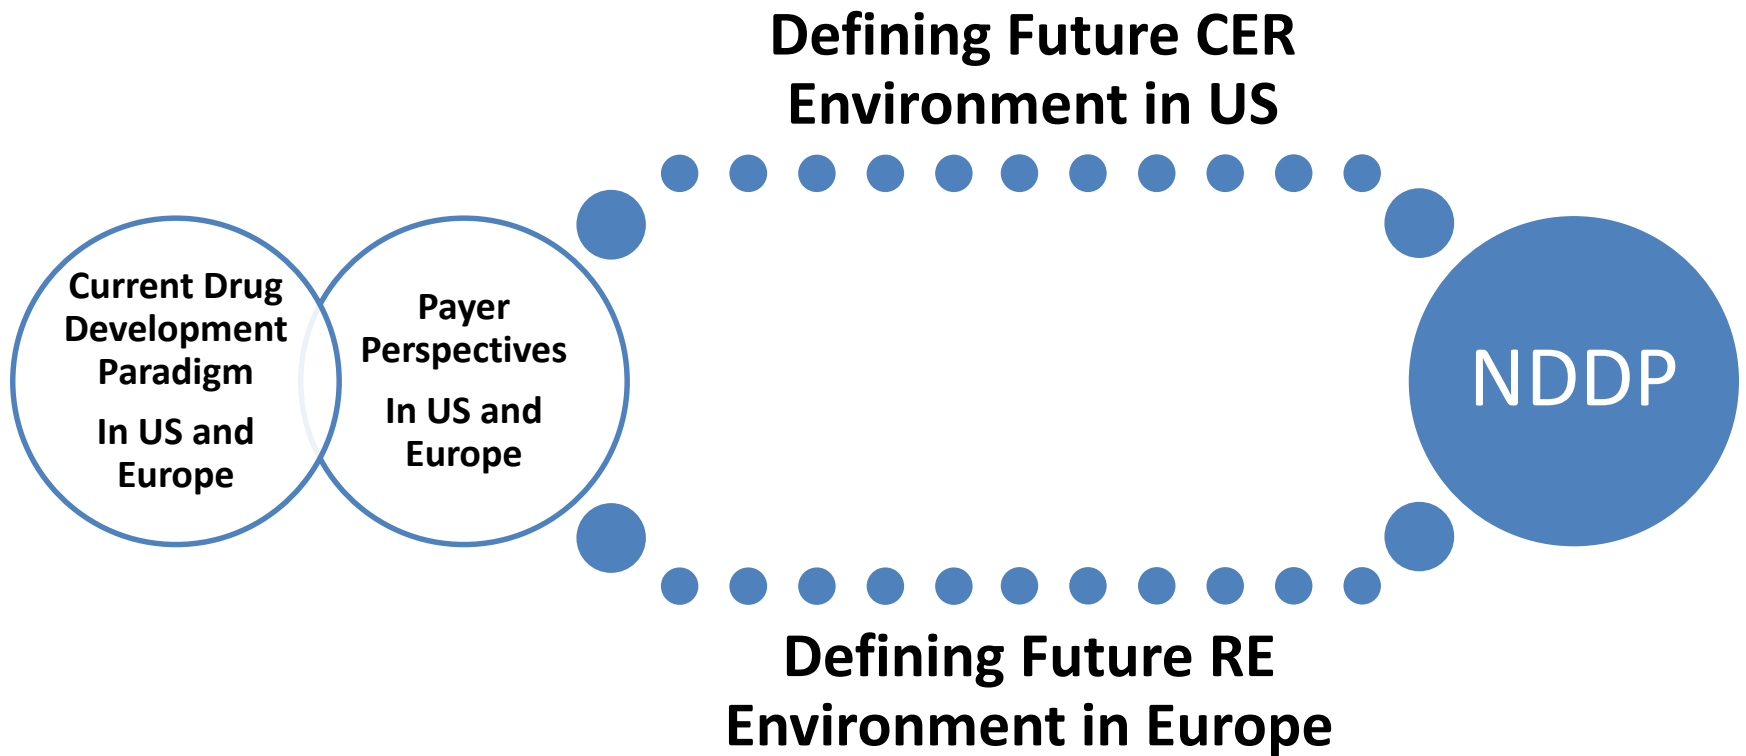 Defining Future CER
Environment in US
Current Drug
Development
Paradigm
In US and
Europe
Payer
Perspectives
In US and
Europe
NDDP
Defining Future RE
Environment in Europe